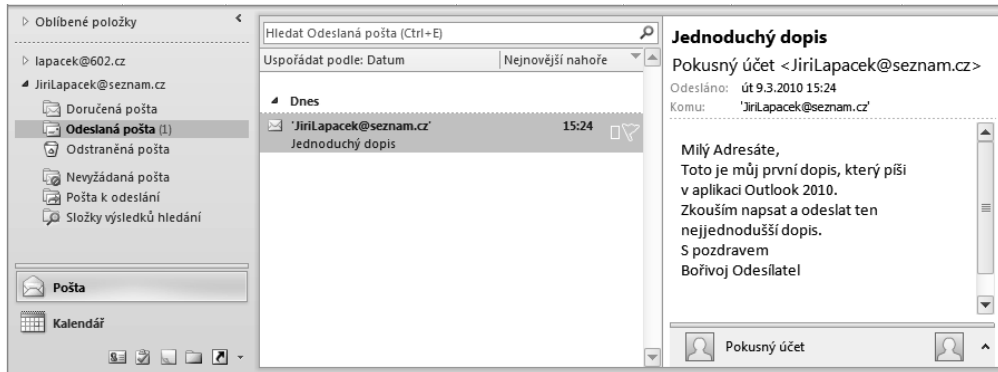 Oblíbené položky
lapacek@602.cz
JiriLapacek@seznam.cz
Doručená pošta
Odeslaná pošta (1)
Odstraněná pošta
Nevyžádaná pošta
Pošta k odeslání
Složky výsledků hledání
Pošta
Kalendář
Hledat Odeslaná pošta (Ctrl+E)
Uspořádat podle: Datum Nejnovější nahoře
Dnes
'JiriLapacek@seznam.cz' 15:24
Jednoduchý dopis
Jednoduchý dopis
Pokusný účet <JiriLapacek@seznam.cz>
Odesláno: út 9.3.2010 15:24
Komu: 'JiriLapacek@seznam.cz'
Milý Adresáte,
Toto je můj první dopis, který píši
v aplikaci Outlook 2010.
Zkouším napsat a odeslat ten
nejjednodušší dopis.
S pozdravem
Bořivoj Odesílatel
Pokusný účet